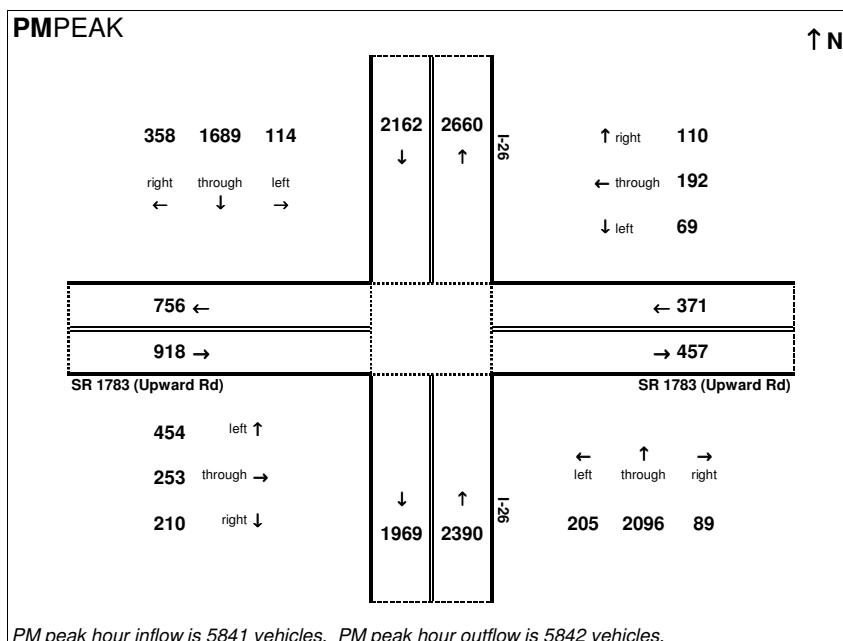 PMPEAK
↑ N
358 1689 114
right through left
← ↓ →
2162 2660
↓ ↑
I-26
↑ right 110
← through 192
↓ left 69
756 ←
918 →
← 371
→ 457
SR 1783 (Upward Rd)
SR 1783 (Upward Rd)
454 left ↑
253 through →
210 right ↓
↓ ↑
1969 2390
I-26
← ↑ →
left through right
205 2096 89
PM peak hour inflow is 5841 vehicles. PM peak hour outflow is 5842 vehicles.